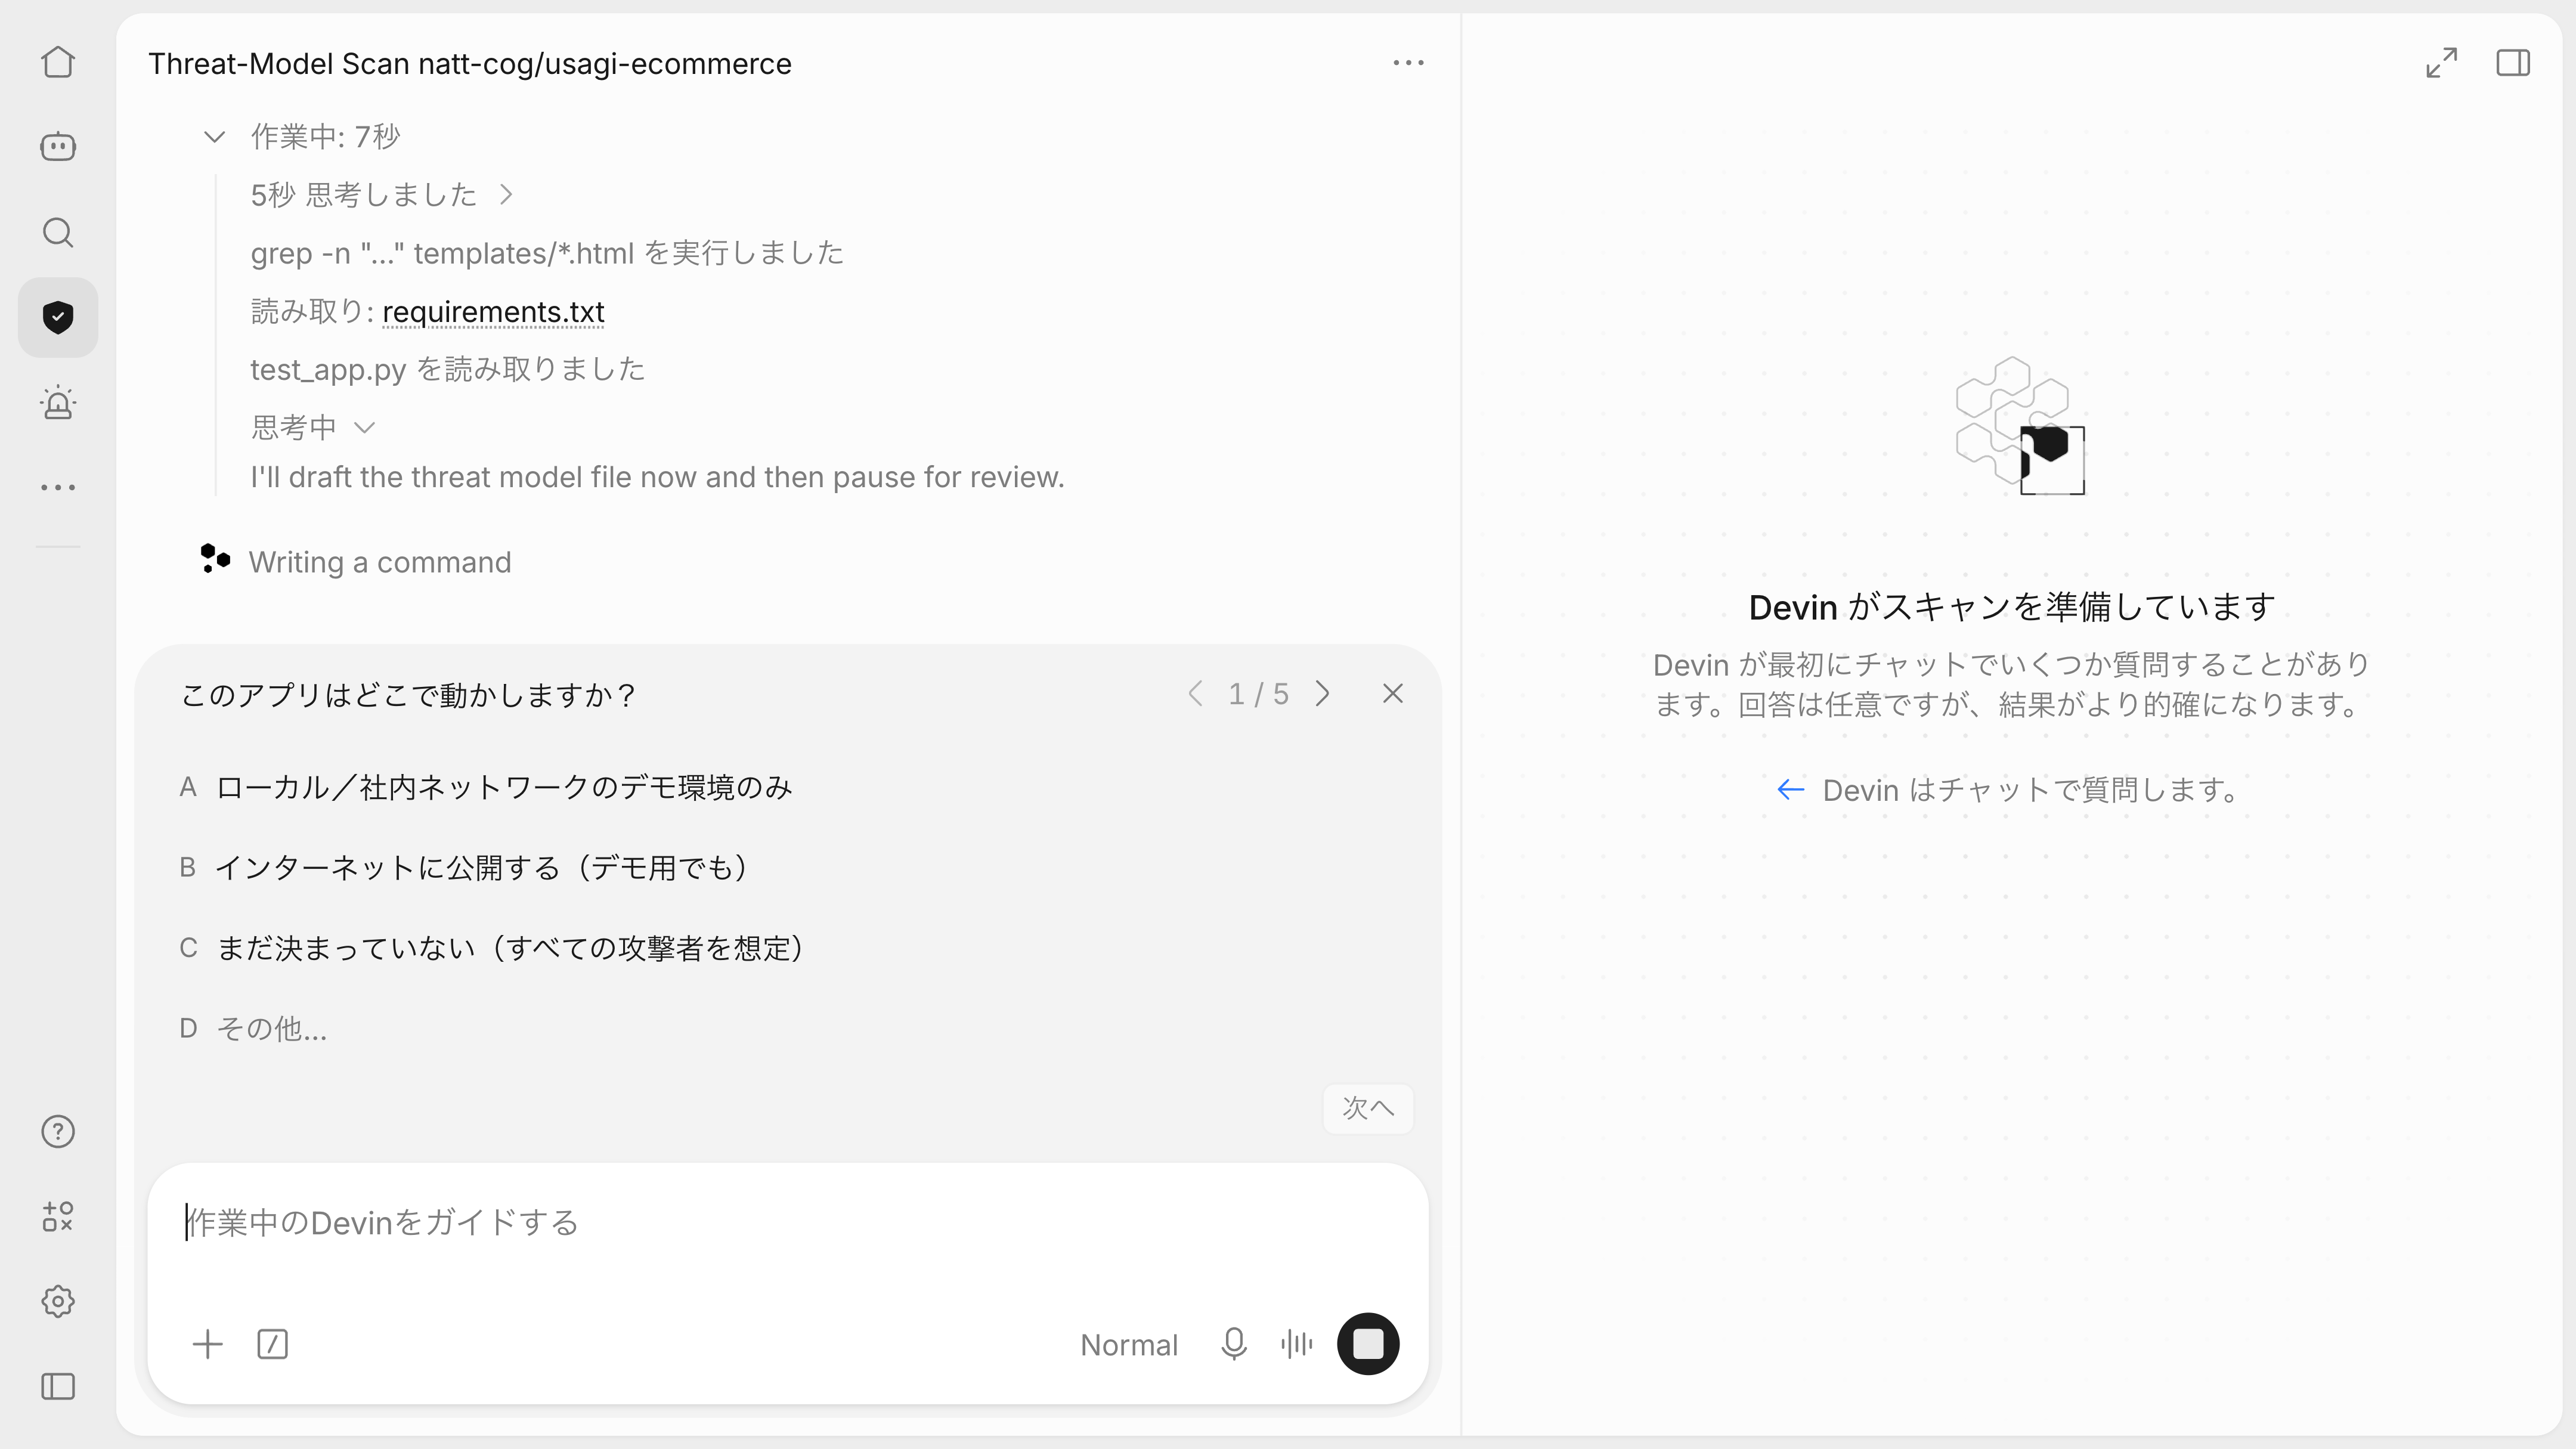 Threat-Model Scan natt-cog/usagi-ecommerce
作業中: 7秒
5秒 思考しました
grep -n "..." templates/*.html を実行しました
読み取り: requirements.txt
test_app.py を読み取りました
思考中
I'll draft the threat model file now and then pause for review.
Writing a command
このアプリはどこで動かしますか？
1 / 5
A ローカル／社内ネットワークのデモ環境のみ
B インターネットに公開する（デモ用でも）
C まだ決まっていない（すべての攻撃者を想定）
D その他...
次へ
作業中のDevinをガイドする
Normal
Devin がスキャンを準備しています
Devin が最初にチャットでいくつか質問することがあり
ます。回答は任意ですが、結果がより的確になります。
← Devin はチャットで質問します。